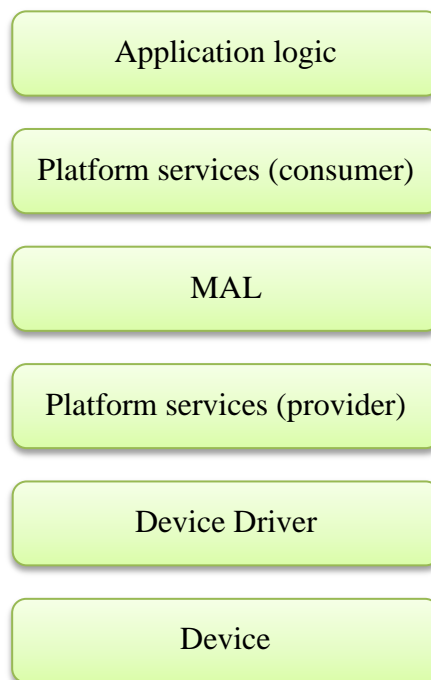 Application logic
Platform services (consumer)
MAL
Platform services (provider)
Device Driver
Device